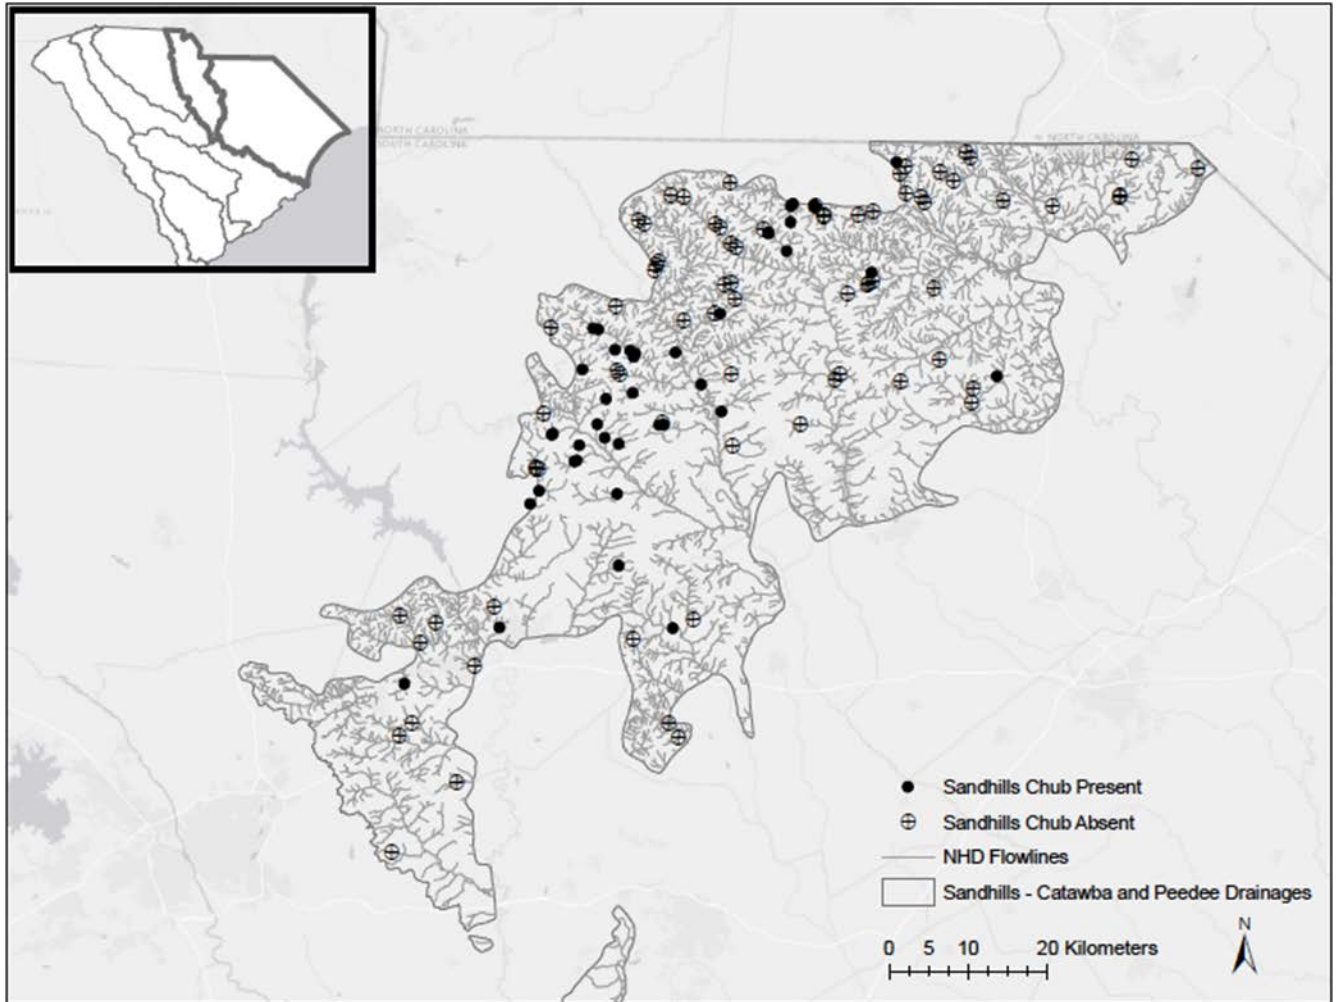 NORTH CAROLINA
SOUTH CAROLINA
NORTH CAROLINA
Sandhills Chub Present
Sandhills Chub Absent
NHD Flowlines
Sandhills - Catawba and Peedee Drainages
0 5 10 20 Kilometers
N